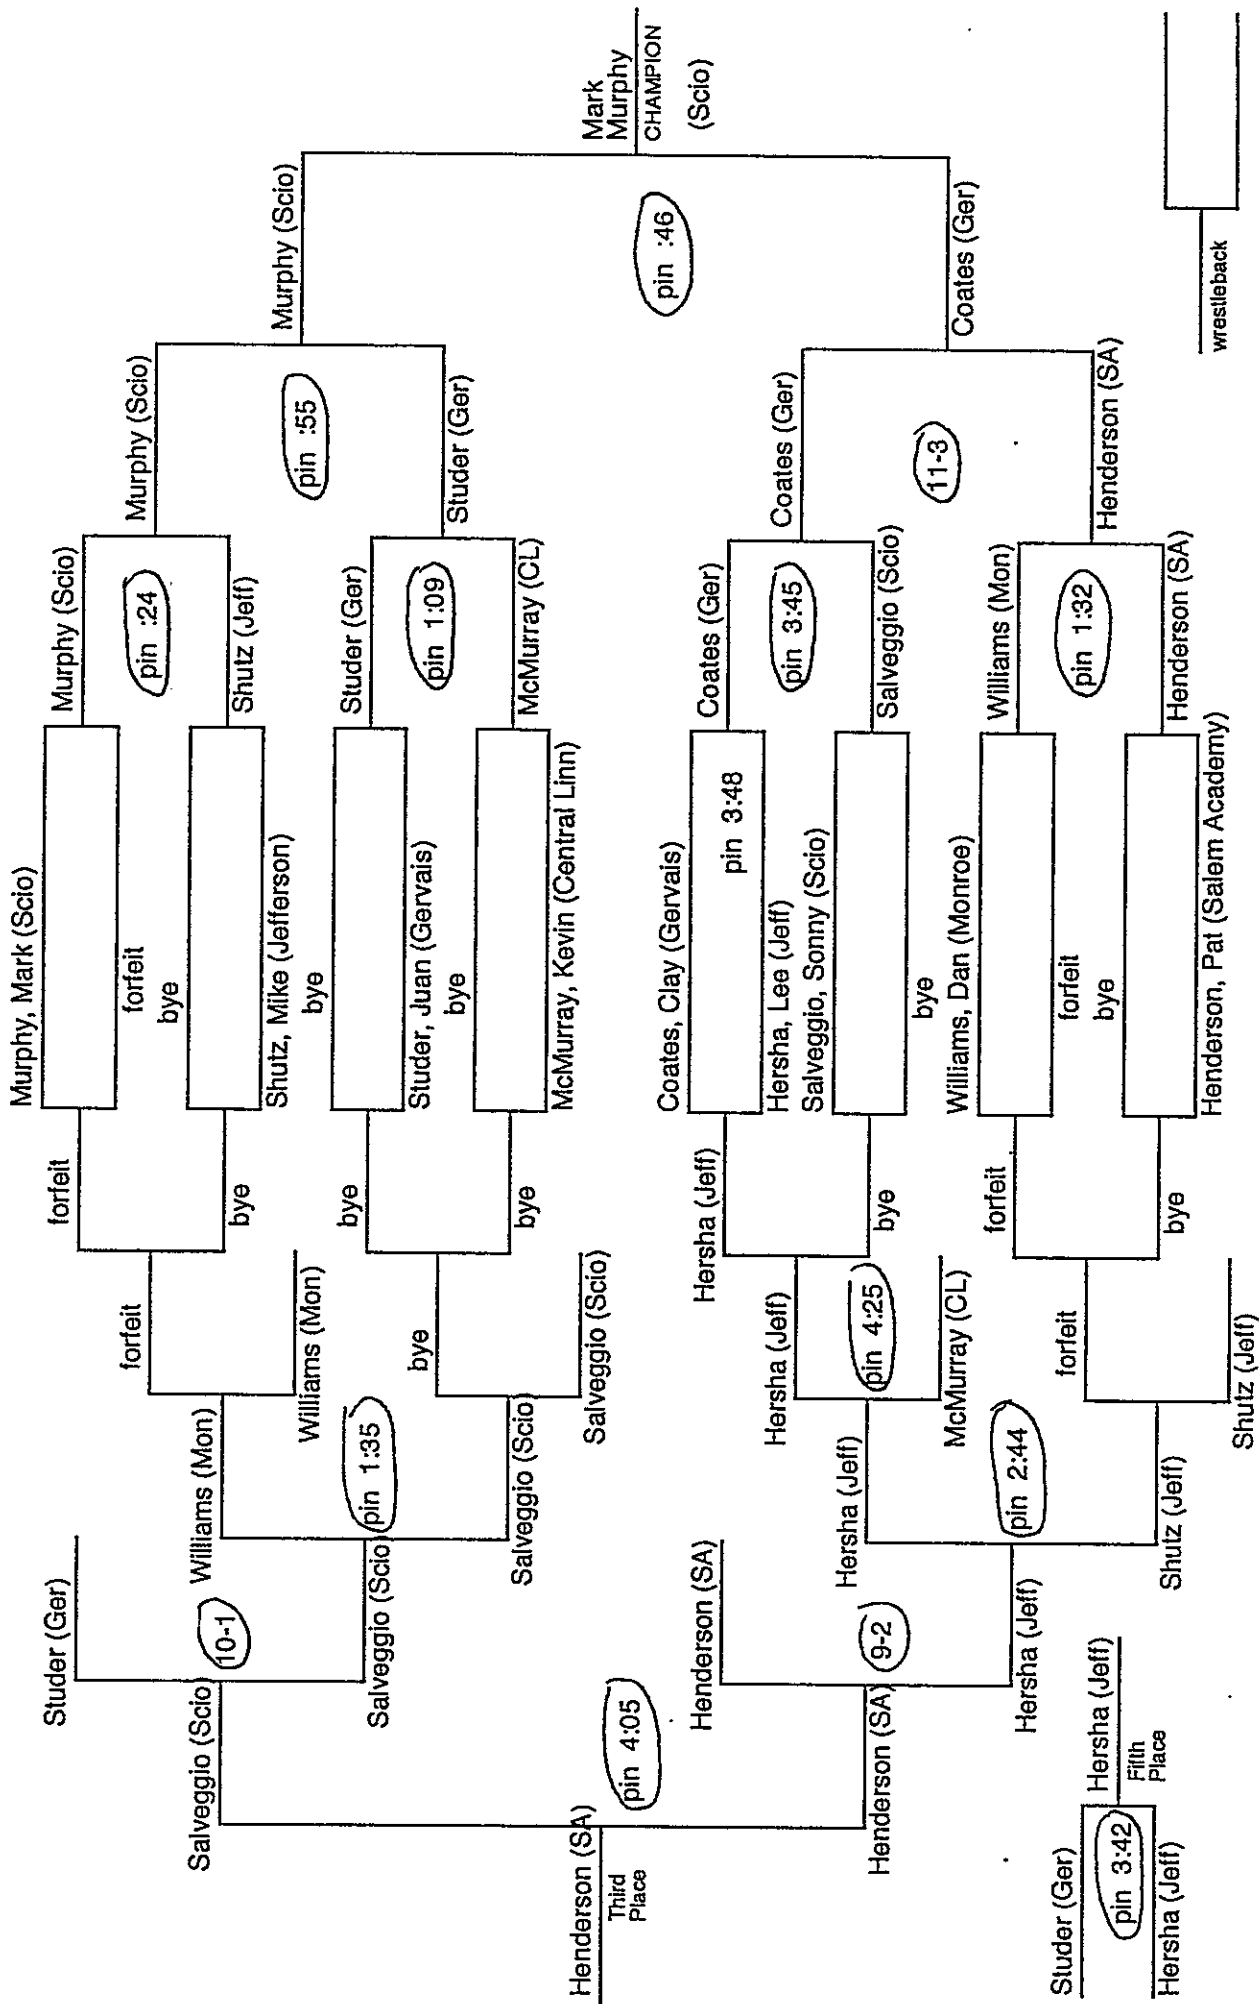 Murphy, Mark (Scio)
forfeit
bye
Shutz, Mike (Jefferson)
bye
Studer, Juan (Gervais)
bye
McMurray, Kevin (Central Linn)
Coates, Clay (Gervais)
pin 3:48
Hersha, Lee (Jeff)
Salveggio, Sonny (Scio)
bye
Williams, Dan (Monroe)
forfeit
bye
Henderson, Pat (Salem Academy)
Murphy (Scio)
pin :24
Shutz (Jeff)
Studer (Ger)
pin 1:09
McMurray (CL)
Coates (Ger)
pin 3:45
Salveggio (Scio)
Williams (Mon)
pin 1:32
Henderson (SA)
Murphy (Scio)
pin :55
Studer (Ger)
Coates (Ger)
11-3
Henderson (SA)
Murphy (Scio)
pin :46
Coates (Ger)
Mark
Murphy
CHAMPION
(Scio)
wrestleback
forfeit
bye
bye
bye
Hersha (Jeff)
bye
forfeit
bye
forfeit
Williams (Mon)
bye
Salveggio (Scio)
Hersha (Jeff)
pin 4:25
McMurray (CL)
forfeit
Shutz (Jeff)
Williams (Mon)
pin 1:35
Salveggio (Scio)
Hersha (Jeff)
pin 2:44
Shutz (Jeff)
Studer (Ger)
10-1
Salveggio (Scio)
Henderson (SA)
9-2
Hersha (Jeff)
Salveggio (Scio)
pin 4:05
Henderson (SA)
Henderson (SA)
Third
Place
Studer (Ger)
pin 3:42
Hersha (Jeff)
Hersha (Jeff)
Fifth
Place